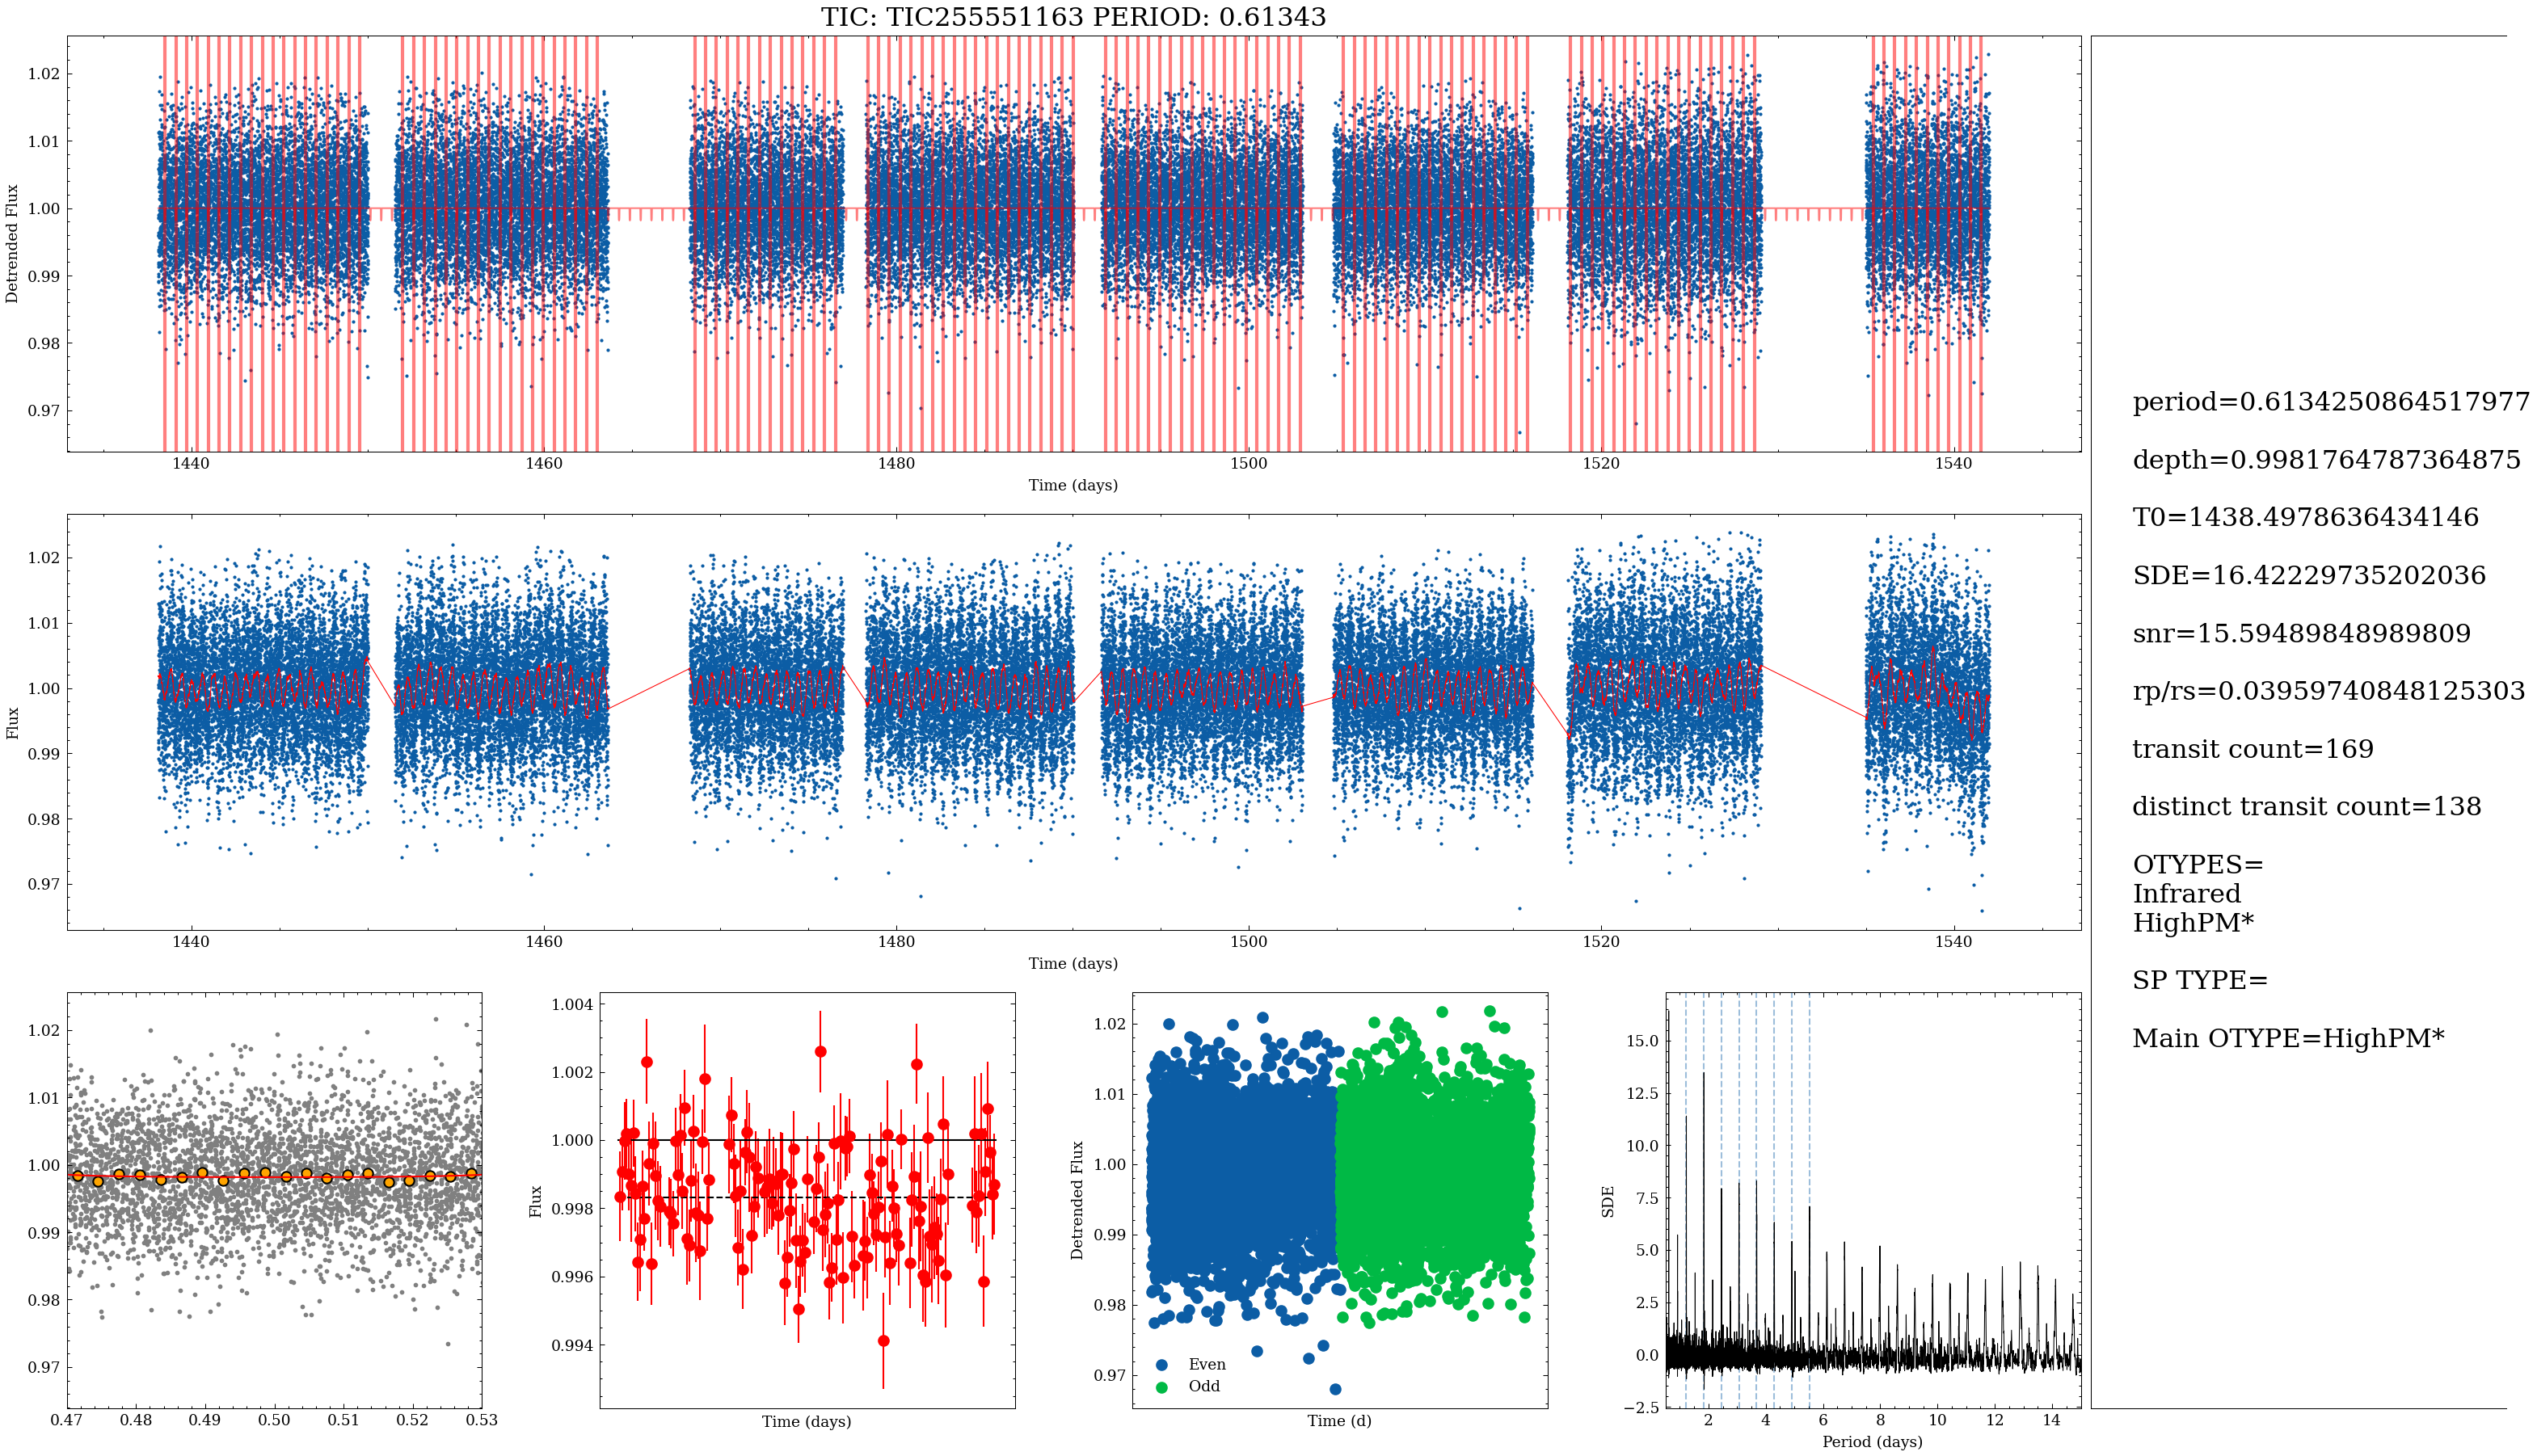 TIC: TIC255551163 PERIOD: 0.61343
1.02
1.01
1.00
0.99
0.98
0.97
Detrended Flux
1440 1460 1480 1500 1520 1540
Time (days)
1.02
1.01
1.00
0.99
0.98
0.97
Flux
1440 1460 1480 1500 1520 1540
Time (days)
1.02
1.01
1.00
0.99
0.98
0.97
0.47 0.48 0.49 0.50 0.51 0.52 0.53
1.004
1.002
1.000
0.998
0.996
0.994
Flux
Time (days)
1.02
1.01
1.00
0.99
0.98
0.97
Detrended Flux
Even
Odd
Time (d)
15.0
12.5
10.0
7.5
5.0
2.5
0.0
−2.5
SDE
2 4 6 8 10 12 14
Period (days)
period=0.6134250864517977
depth=0.9981764787364875
T0=1438.4978636434146
SDE=16.42229735202036
snr=15.59489848989809
rp/rs=0.03959740848125303
transit count=169
distinct transit count=138
OTYPES=
Infrared
HighPM*
SP TYPE=
Main OTYPE=HighPM*